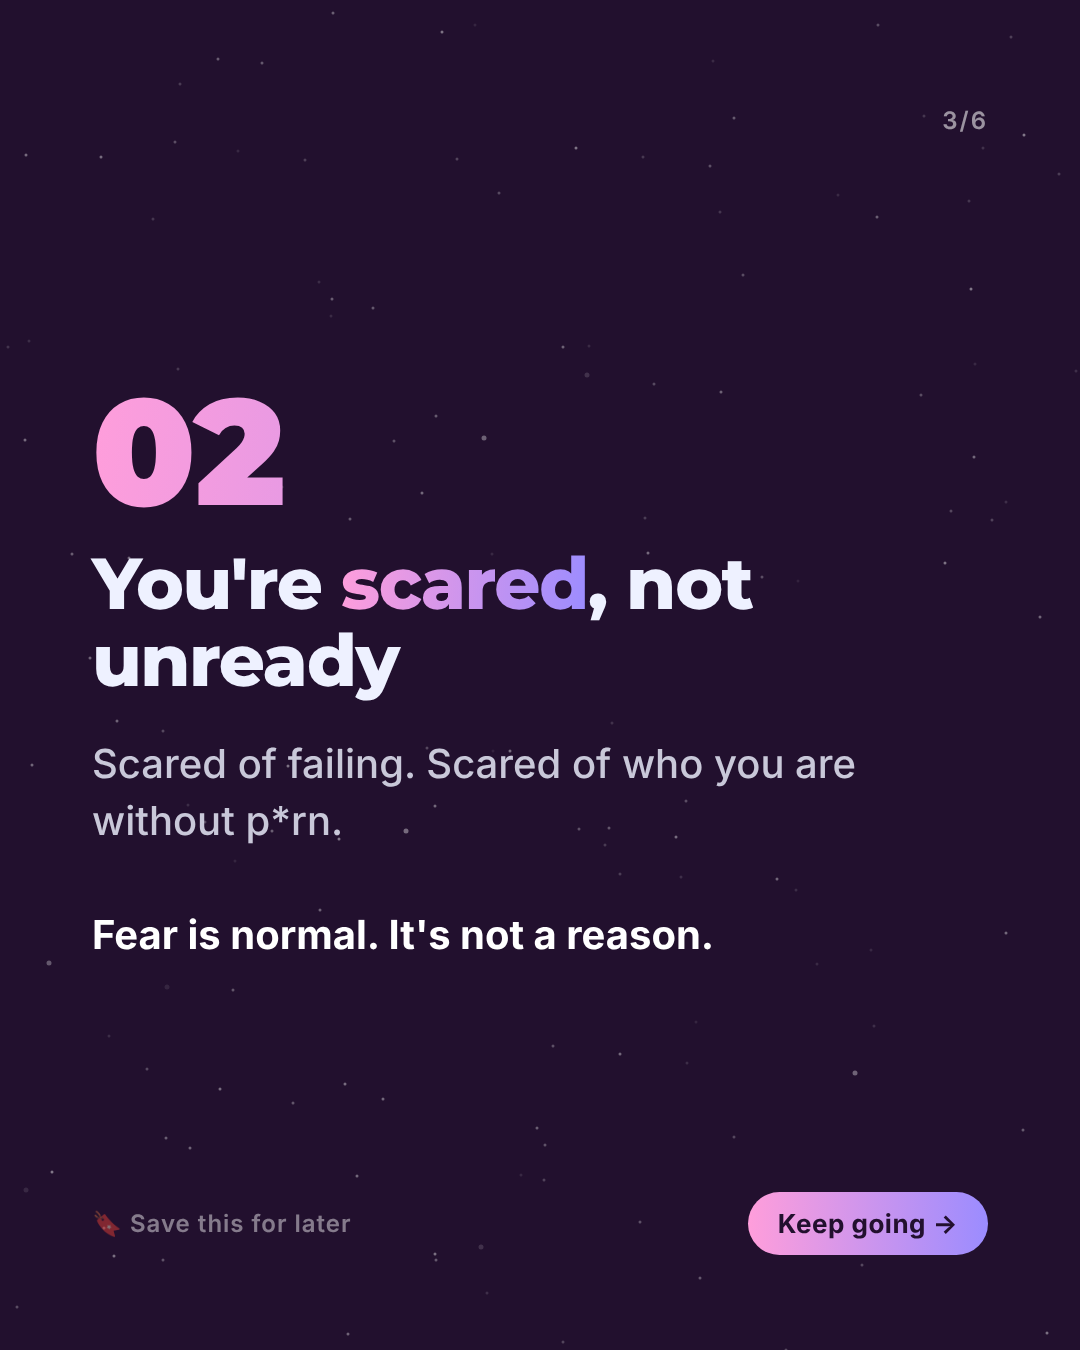 3/6
02
You're scared, not
unready
Scared of failing. Scared of who you are
without p*rn.
Fear is normal. It's not a reason.
🔖 Save this for later
Keep going →